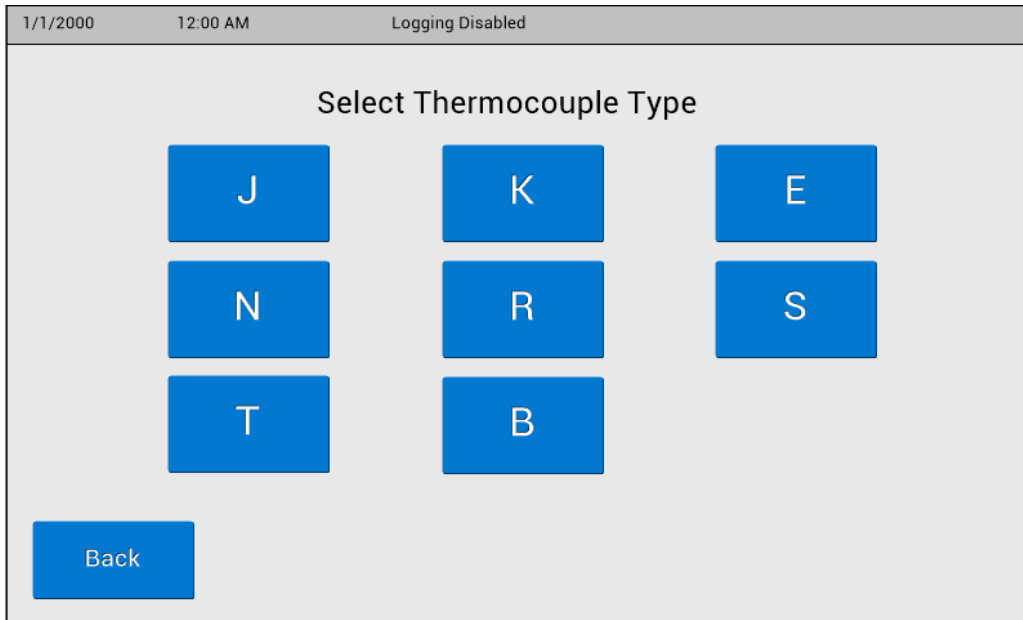 1/1/2000 12:00 AM Logging Disabled
Select Thermocouple Type
J K E
N R S
T B
Back